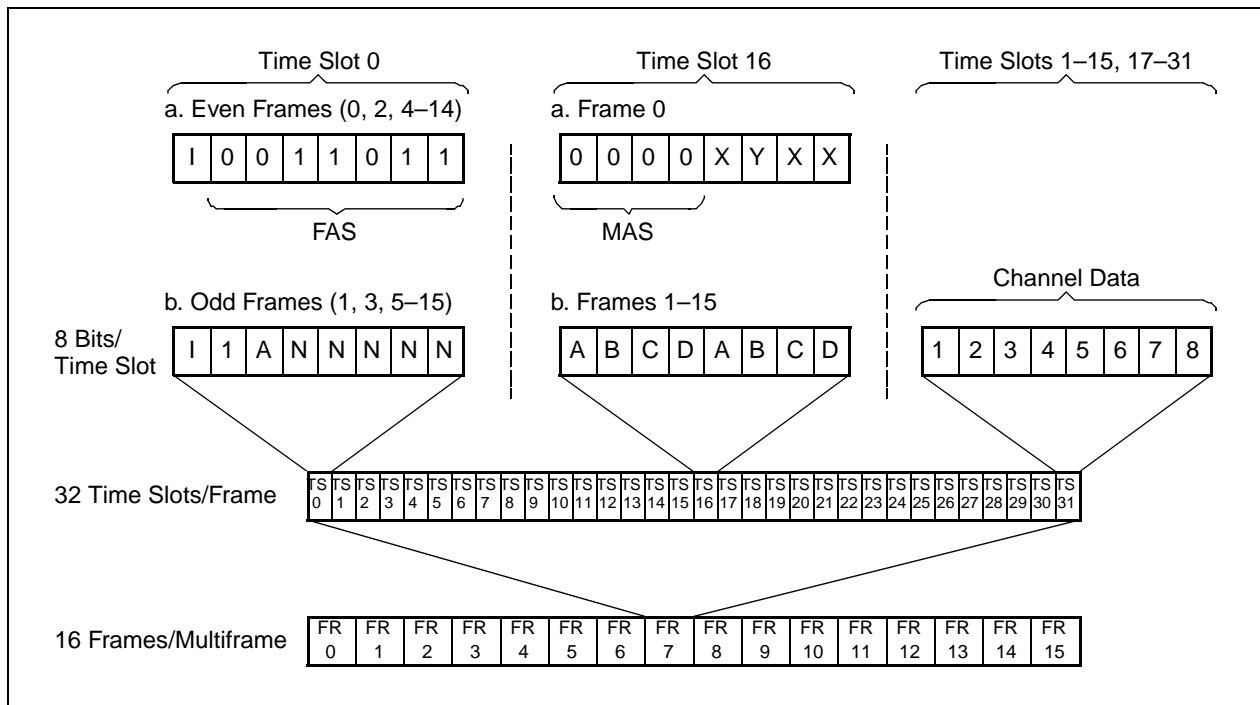 Time Slot 0 Time Slot 16 Time Slots 1–15, 17–31
a. Even Frames (0, 2, 4–14) a. Frame 0
I 0 0 1 1 0 1 1 0 0 0 0 X Y X X
FAS MAS
Channel Data
b. Odd Frames (1, 3, 5–15) b. Frames 1–15
8 Bits/
Time Slot
I 1 A N N N N N A B C D A B C D 1 2 3 4 5 6 7 8
32 Time Slots/Frame
TS TS TS TS TS TS TS TS TS TS TS TS TS TS TS TS TS TS TS TS TS TS TS TS TS TS TS TS TS TS TS TS
0 1 2 3 4 5 6 7 8 9 10 11 12 13 14 15 16 17 18 19 20 21 22 23 24 25 26 27 28 29 30 31
16 Frames/Multiframe
FR FR FR FR FR FR FR FR FR FR FR FR FR FR FR FR
0 1 2 3 4 5 6 7 8 9 10 11 12 13 14 15